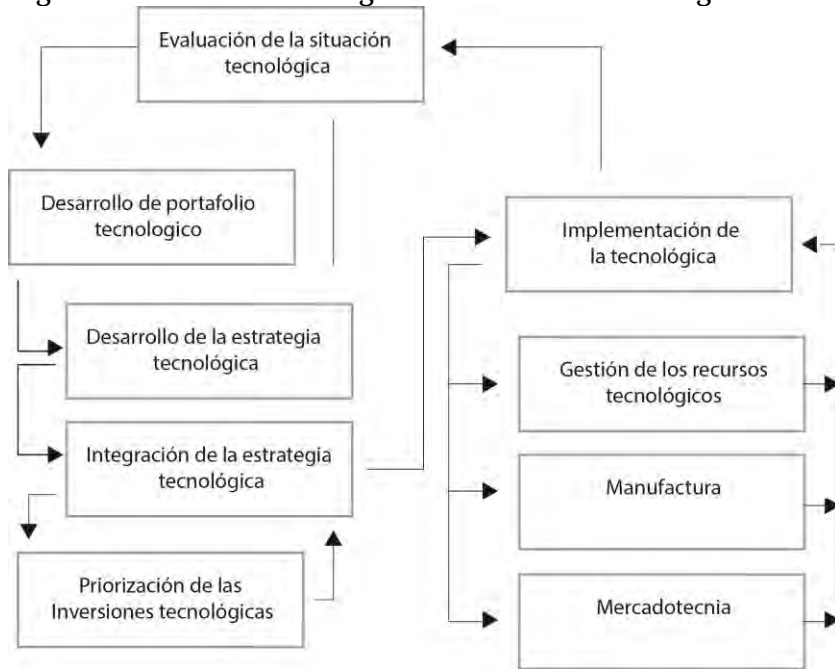 Evaluación de la situación
tecnológica
Desarrollo de portafolio
tecnologico
Desarrollo de la estrategia
tecnológica
Integración de la estrategia
tecnológica
Priorización de las
Inversiones tecnológicas
Implementación de
la tecnológica
Gestión de los recursos
tecnológicos
Manufactura
Mercadotecnia